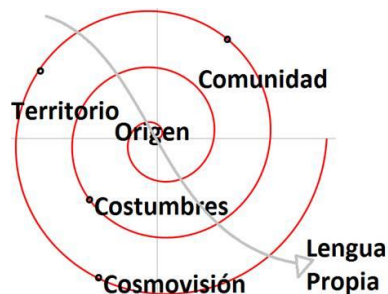 Comunidad
Territorio
Origen
Costumbres
Lengua
Propia
Cosmovisión